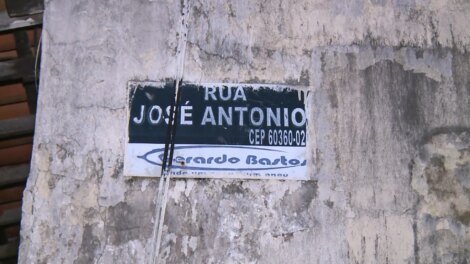 RUA
JOSÉ ANTONIO
CEP 60360-02
Gerardo Bastos